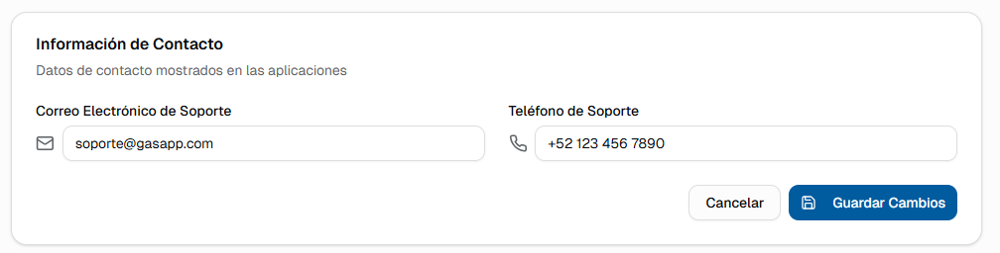 Información de Contacto
Datos de contacto mostrados en las aplicaciones
Correo Electrónico de Soporte
Teléfono de Soporte
soporte@gasapp.com
+52 123 456 7890
Cancelar
Guardar Cambios